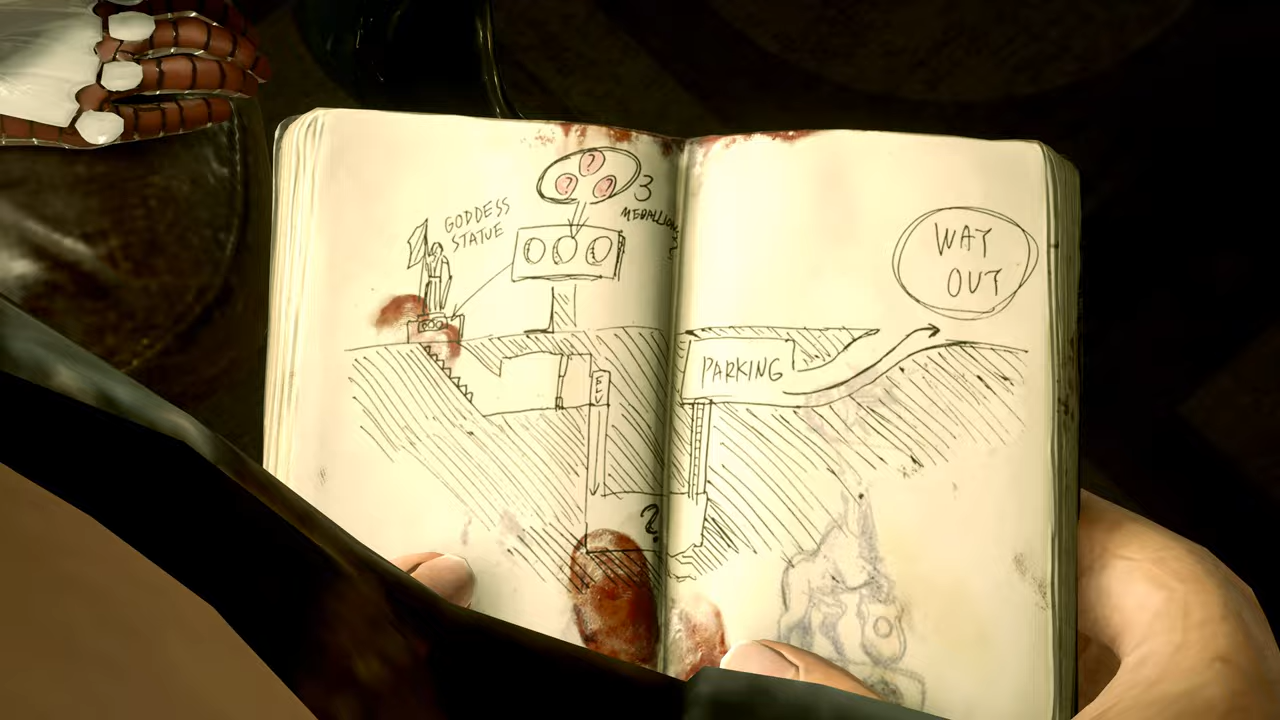 ?
? ?
3
MEDALLIONS
GODDESS
STATUE
WAY
OUT
PARKING
EV
?